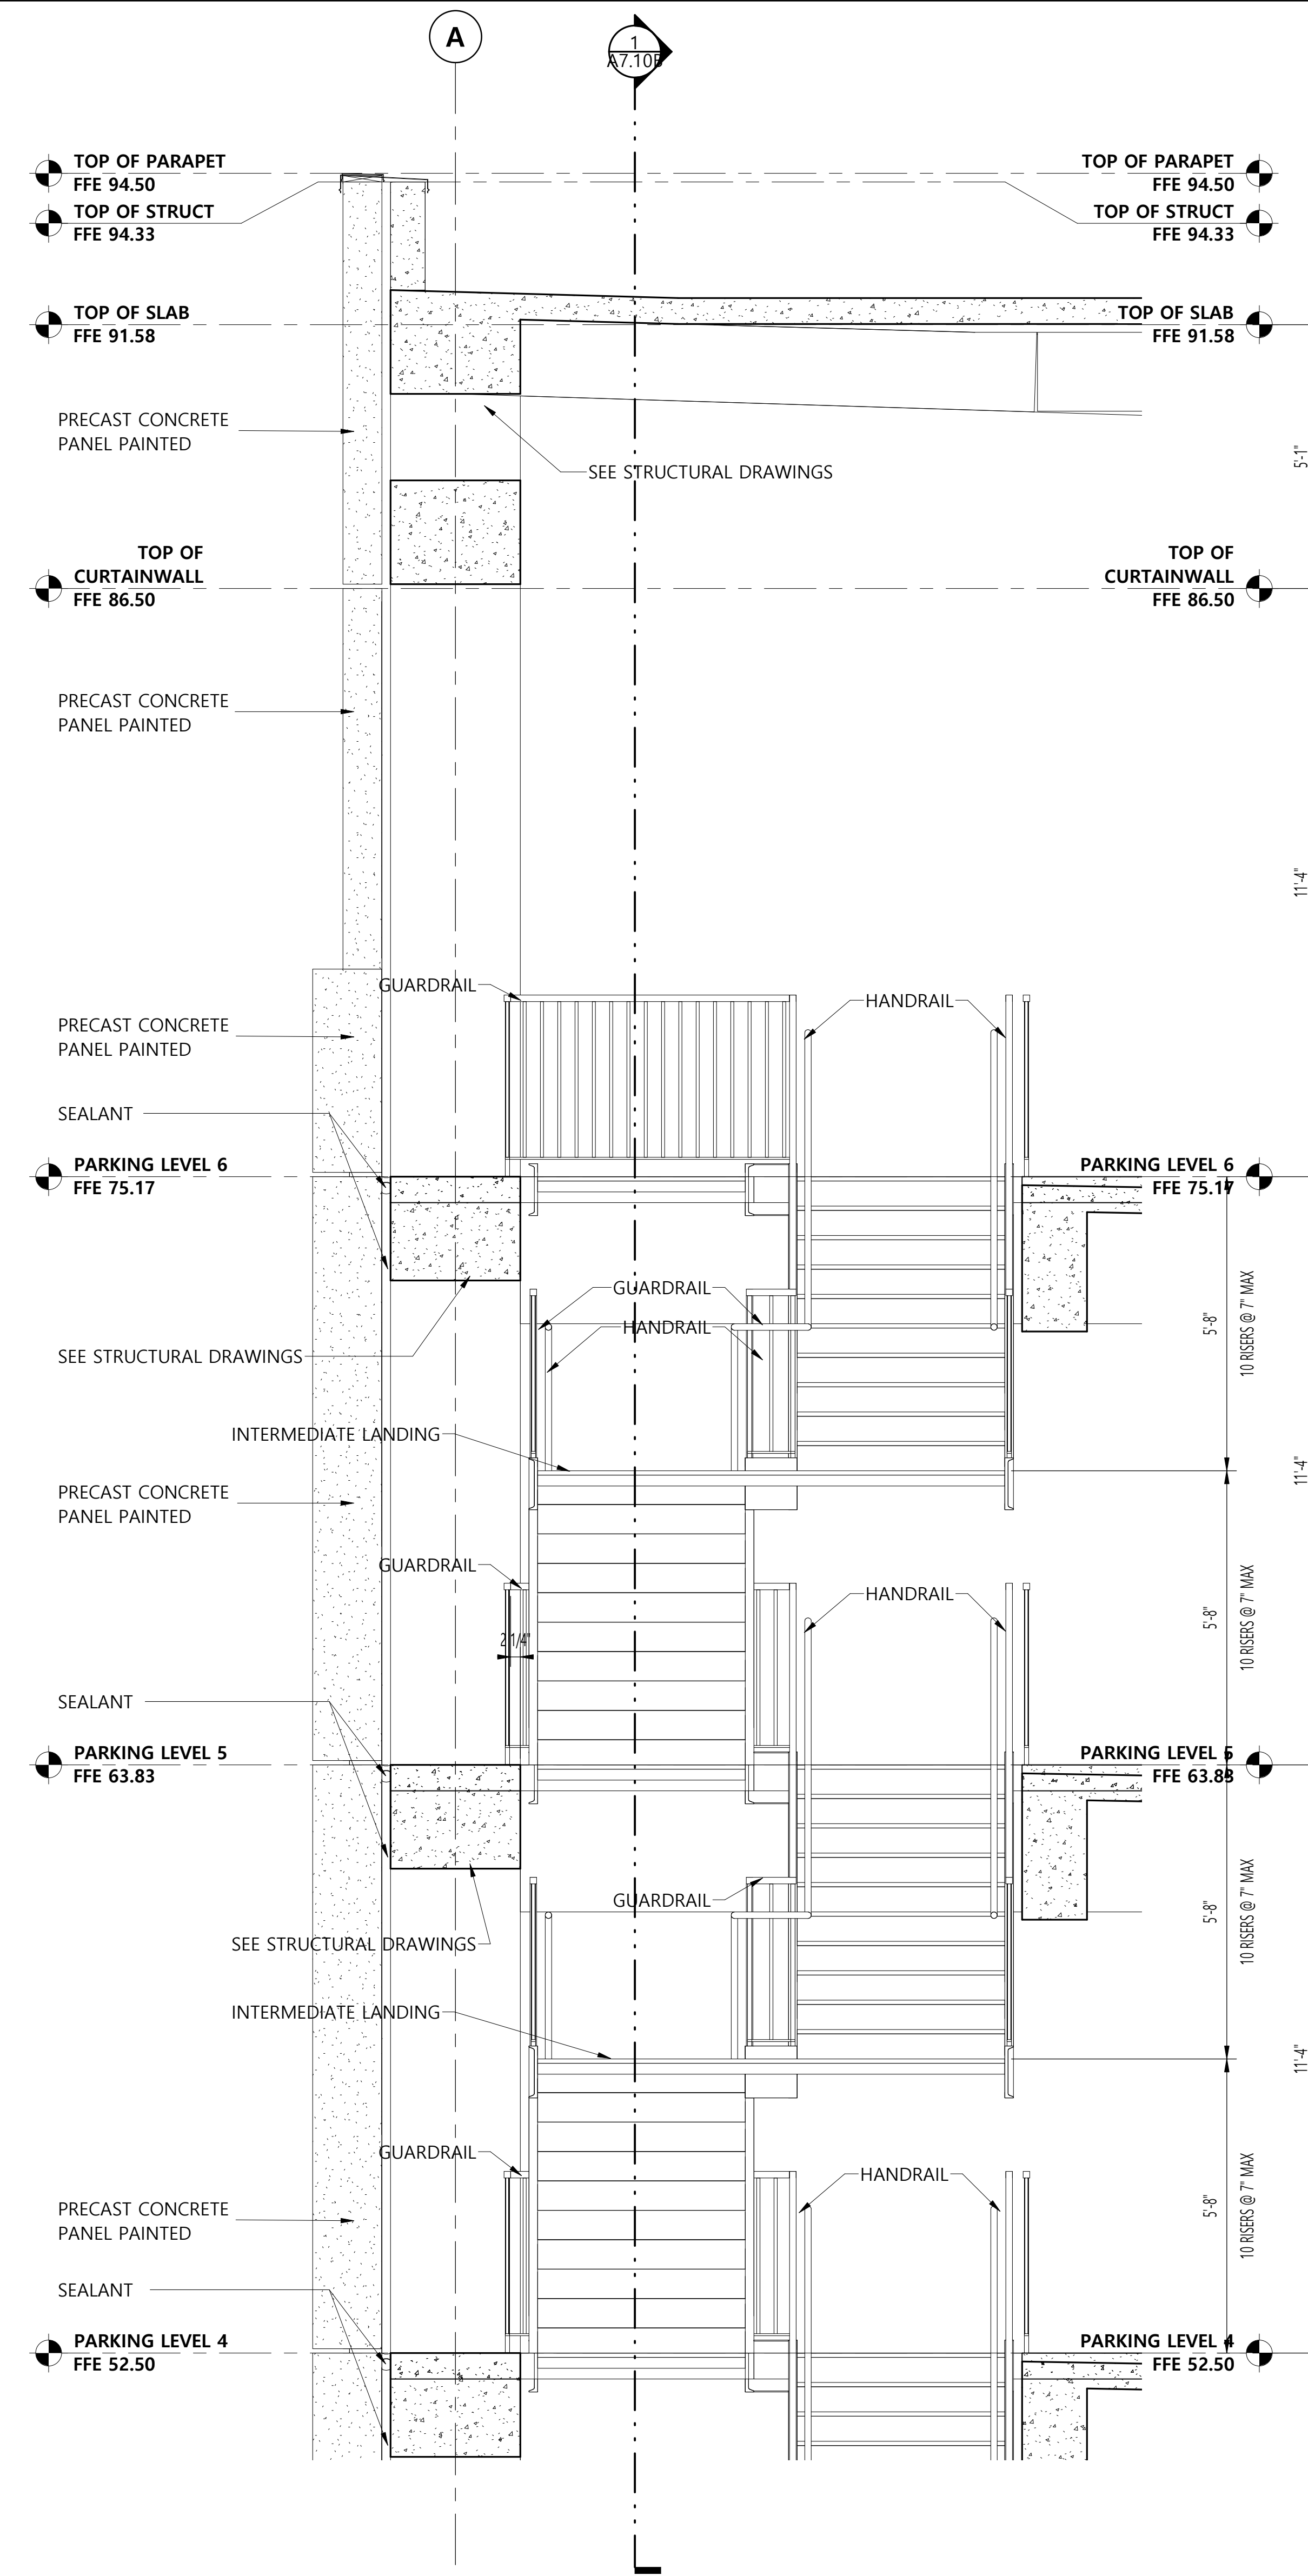 A
1
A7.10B
TOP OF PARAPET
FFE 94.50
TOP OF STRUCT
FFE 94.33
TOP OF PARAPET
FFE 94.50
TOP OF STRUCT
FFE 94.33
TOP OF SLAB
FFE 91.58
TOP OF SLAB
FFE 91.58
PRECAST CONCRETE
PANEL PAINTED
SEE STRUCTURAL DRAWINGS
5'-1"
TOP OF
CURTAINWALL
FFE 86.50
TOP OF
CURTAINWALL
FFE 86.50
PRECAST CONCRETE
PANEL PAINTED
11'-4"
GUARDRAIL
HANDRAIL
PRECAST CONCRETE
PANEL PAINTED
SEALANT
PARKING LEVEL 6
FFE 75.17
PARKING LEVEL 6
FFE 75.17
GUARDRAIL
HANDRAIL
5'-8"
10 RISERS @ 7" MAX
SEE STRUCTURAL DRAWINGS
INTERMEDIATE LANDING
11'-4"
PRECAST CONCRETE
PANEL PAINTED
GUARDRAIL
HANDRAIL
5'-8"
10 RISERS @ 7" MAX
2 1/4"
SEALANT
PARKING LEVEL 5
FFE 63.83
PARKING LEVEL 5
FFE 63.83
GUARDRAIL
5'-8"
10 RISERS @ 7" MAX
SEE STRUCTURAL DRAWINGS
INTERMEDIATE LANDING
11'-4"
GUARDRAIL
HANDRAIL
5'-8"
10 RISERS @ 7" MAX
PRECAST CONCRETE
PANEL PAINTED
SEALANT
PARKING LEVEL 4
FFE 52.50
PARKING LEVEL 4
FFE 52.50